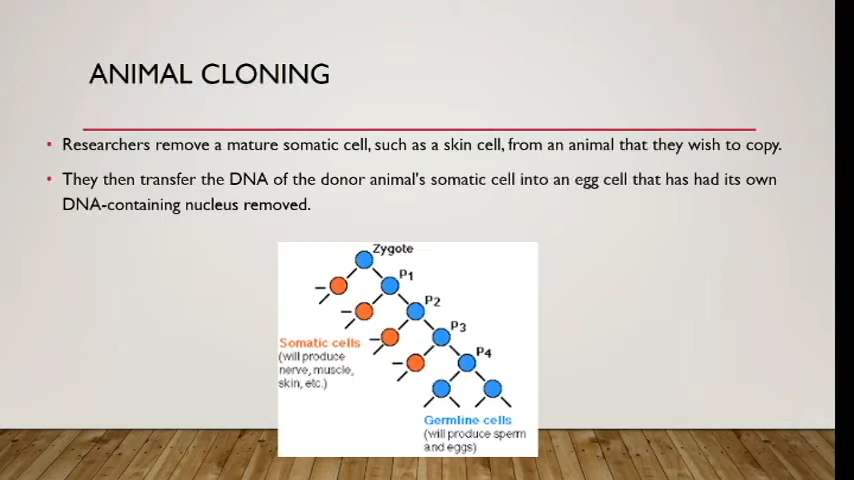 ANIMAL CLONING
• Researchers remove a mature somatic cell, such as a skin cell, from an animal that they wish to copy.
• They then transfer the DNA of the donor animal's somatic cell into an egg cell that has had its own
DNA-containing nucleus removed.
Zygote
P1
P2
P3
P4
Somatic cells
(will produce
nerve, muscle,
skin, etc.)
Germline cells
(will produce sperm
and eggs)